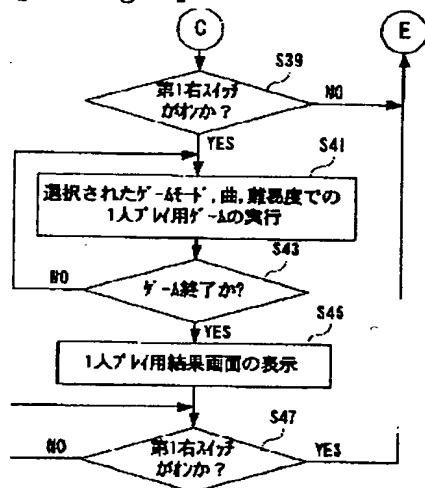 C
E
S39
第1右スイッチ
がオンか?
NO
YES
S41
選択されたゲームモード,曲,難易度での
1人プレイ用ゲームの実行
S43
NO
ゲーム終了か?
YES
S45
1人プレイ用結果画面の表示
S47
NO
第1右スイッチ
がオンか?
YES